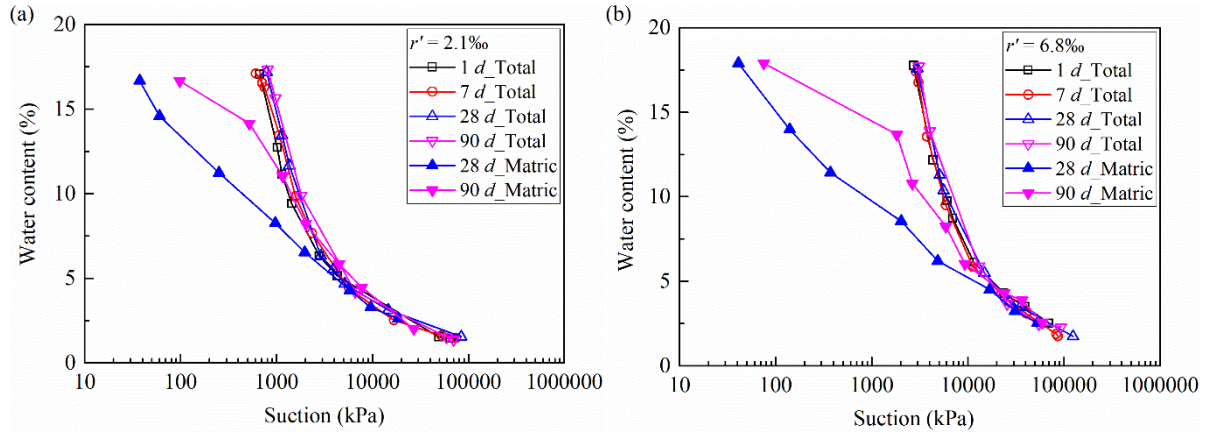 (a)
20
15
10
5
0
Water content (%)
r' = 2.1‰
1 d_Total
7 d_Total
28 d_Total
90 d_Total
28 d_Matric
90 d_Matric
10 100 1000 10000 100000 1000000
Suction (kPa)
(b)
20
15
10
5
0
Water content (%)
r' = 6.8‰
1 d_Total
7 d_Total
28 d_Total
90 d_Total
28 d_Matric
90 d_Matric
10 100 1000 10000 100000 1000000
Suction (kPa)